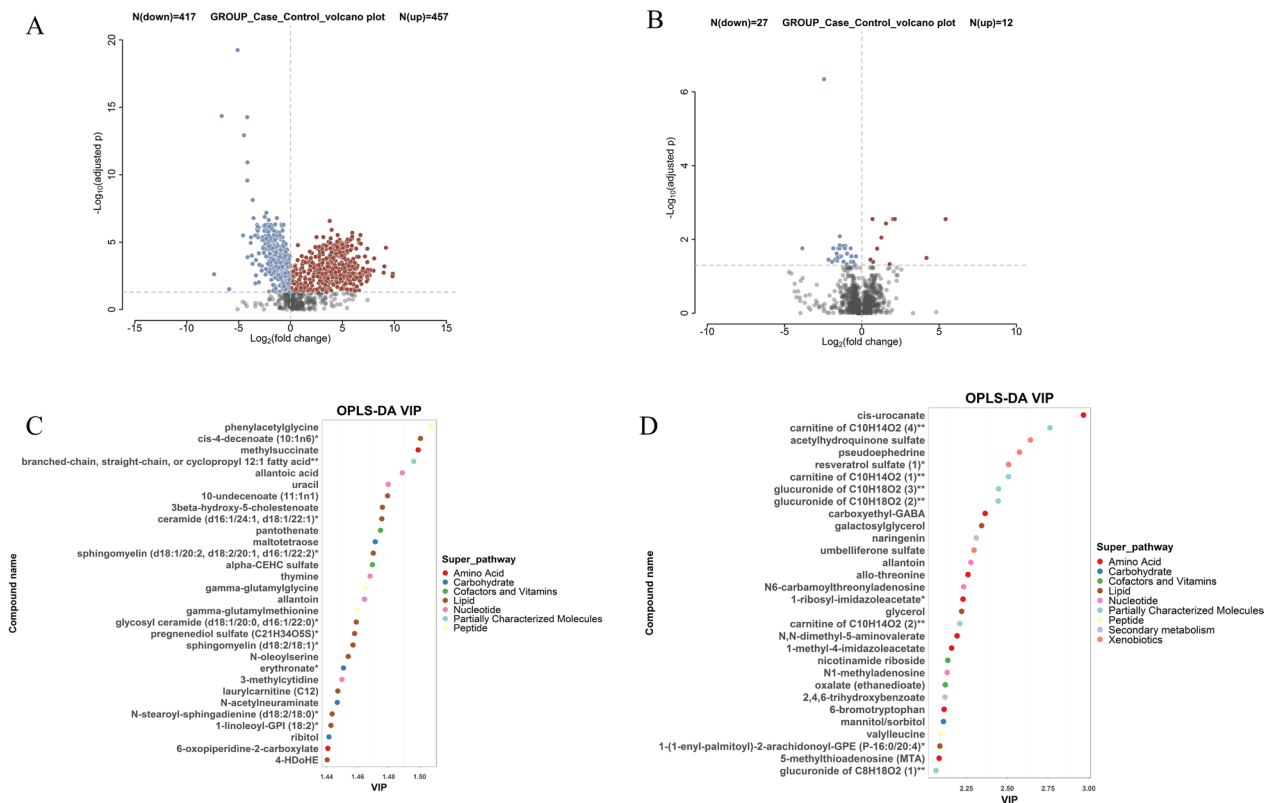 A
N(down)=417 GROUP_Case_Control_volcano plot N(up)=457
-Log10(adjusted p)
20
15
10
5
0
-15 -10 -5 0 5 10 15
Log2(fold change)
B
N(down)=27 GROUP_Case_Control_volcano plot N(up)=12
-Log10(adjusted p)
6
4
2
0
-10 -5 0 5 10
Log2(fold change)
C
OPLS-DA VIP
Compound name
phenylacetylglycine
cis-4-decenoate (10:1n6)*
methylsuccinate
branched-chain, straight-chain, or cyclopropyl 12:1 fatty acid**
allantoic acid
uracil
10-undecenoate (11:1n1)
3beta-hydroxy-5-cholestenoate
ceramide (d16:1/24:1, d18:1/22:1)*
pantothenate
maltotetraose
sphingomyelin (d18:1/20:2, d18:2/20:1, d16:1/22:2)*
alpha-CEHC sulfate
thymine
gamma-glutamylglycine
allantoin
gamma-glutamylmethionine
glycosyl ceramide (d18:1/20:0, d16:1/22:0)*
pregnenediol sulfate (C21H34O5S)*
sphingomyelin (d18:2/18:1)*
N-oleoylserine
erythronate*
3-methylcytidine
laurylcarnitine (C12)
N-acetylneuraminate
N-stearoyl-sphingadienine (d18:2/18:0)*
1-linoleoyl-GPI (18:2)*
ribitol
6-oxopiperidine-2-carboxylate
4-HDoHE
1.44 1.46 1.48 1.50
VIP
Super_pathway
Amino Acid
Carbohydrate
Cofactors and Vitamins
Lipid
Nucleotide
Partially Characterized Molecules
Peptide
D
OPLS-DA VIP
Compound name
cis-urocanate
carnitine of C10H14O2 (4)**
acetylhydroquinone sulfate
pseudoephedrine
resveratrol sulfate (1)*
carnitine of C10H14O2 (1)**
glucuronide of C10H18O2 (3)**
glucuronide of C10H18O2 (2)**
carboxyethyl-GABA
galactosylglycerol
naringenin
umbelliferone sulfate
allantoin
allo-threonine
N6-carbamoylthreonyladenosine
1-ribosyl-imidazoleacetate*
glycerol
carnitine of C10H14O2 (2)**
N,N-dimethyl-5-aminovalerate
1-methyl-4-imidazoleacetate
nicotinamide riboside
N1-methyladenosine
oxalate (ethanedioate)
2,4,6-trihydroxybenzoate
6-bromotryptophan
mannitol/sorbitol
valylleucine
1-(1-enyl-palmitoyl)-2-arachidonoyl-GPE (P-16:0/20:4)*
5-methylthioadenosine (MTA)
glucuronide of C8H18O2 (1)**
2.25 2.50 2.75 3.00
VIP
Super_pathway
Amino Acid
Carbohydrate
Cofactors and Vitamins
Lipid
Nucleotide
Partially Characterized Molecules
Peptide
Secondary metabolism
Xenobiotics